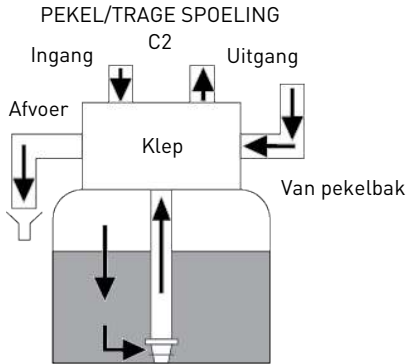 PEKEL/TRAGE SPOELING
C2
Ingang
Uitgang
Afvoer
Klep
Van pekelbak